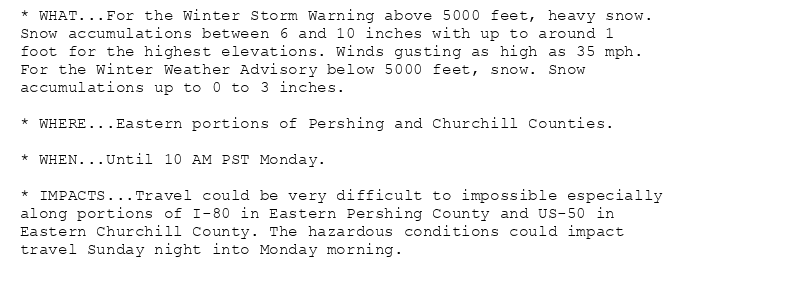 * WHAT...For the Winter Storm Warning above 5000 feet, heavy snow.
Snow accumulations between 6 and 10 inches with up to around 1
foot for the highest elevations. Winds gusting as high as 35 mph.
For the Winter Weather Advisory below 5000 feet, snow. Snow
accumulations up to 0 to 3 inches.
* WHERE...Eastern portions of Pershing and Churchill Counties.
* WHEN...Until 10 AM PST Monday.
* IMPACTS...Travel could be very difficult to impossible especially
along portions of I-80 in Eastern Pershing County and US-50 in
Eastern Churchill County. The hazardous conditions could impact
travel Sunday night into Monday morning.